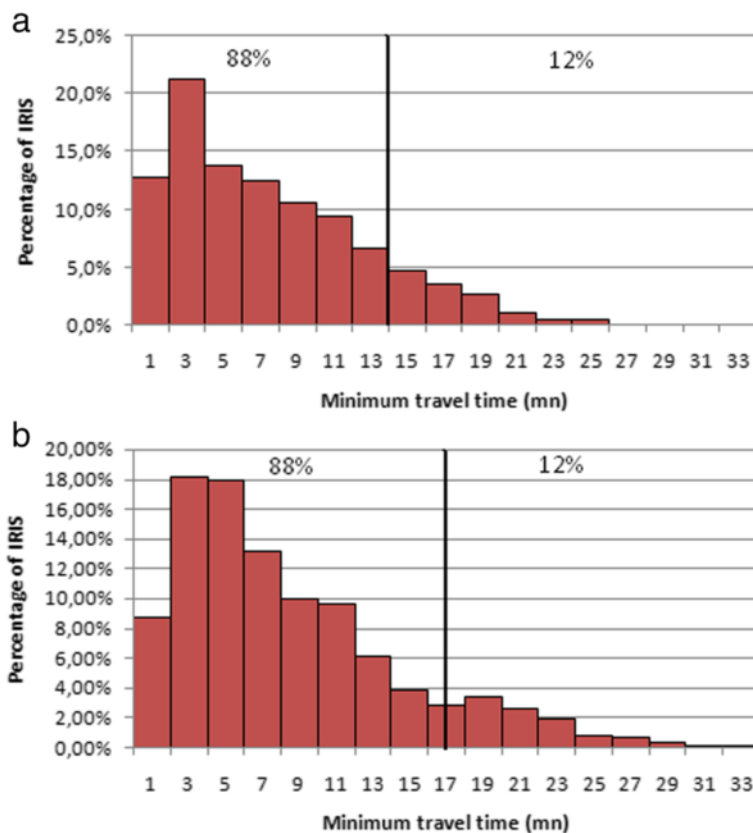 a
25,0%
88%
12%
20,0%
15,0%
10,0%
5,0%
0,0%
Percentage of IRIS
1 3 5 7 9 11 13 15 17 19 21 23 25 27 29 31 33
Minimum travel time (mn)
b
20,00%
88%
12%
18,00%
16,00%
14,00%
12,00%
10,00%
8,00%
6,00%
4,00%
2,00%
0,00%
Percentage of IRIS
1 3 5 7 9 11 13 15 17 19 21 23 25 27 29 31 33
Minimum travel time (mn)